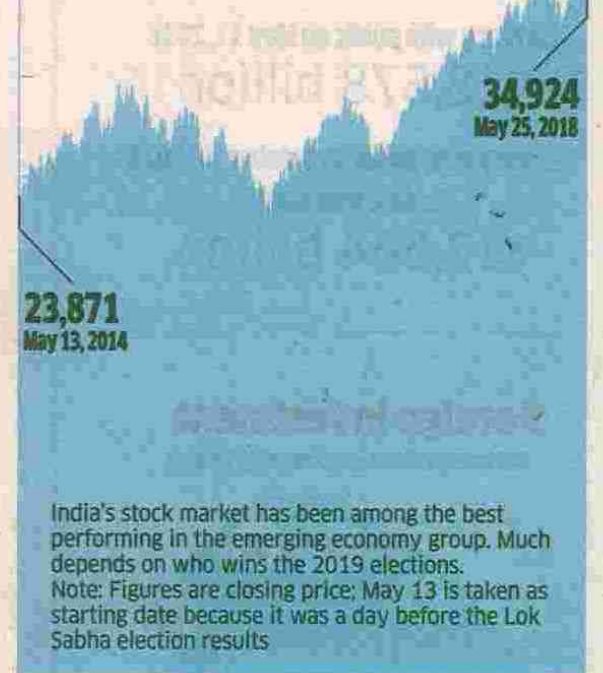 34,924
May 25, 2018
23,871
May 13, 2014
India's stock market has been among the best
performing in the emerging economy group. Much
depends on who wins the 2019 elections.
Note: Figures are closing price; May 13 is taken as
starting date because it was a day before the Lok
Sabha election results